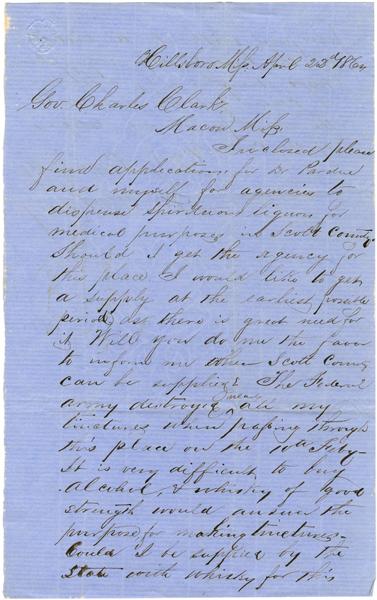 Hillsboro Mis. April 22d 1864
Gov. Charles Clark,
Macon Miss.
Inclosed please
find applications for Dr Pardue
and myself for agencies to
dispense spirituous liquors for
medical purposes in Scott County
Should I get the agency for
this place I would like to get
a supply at the earliest possible
period, as there is great need for
it. Will you do me the favor
to inform me when Scott County
can be supplied. The Federal
army destroyed nearly all my
tinctures when passing through
this place on the 10th Feby-
It is very difficult to buy
alcohol, & whisky of good
strength would answer the
purpose for making tinctures-
Could I be supplied by the
State with whisky for this